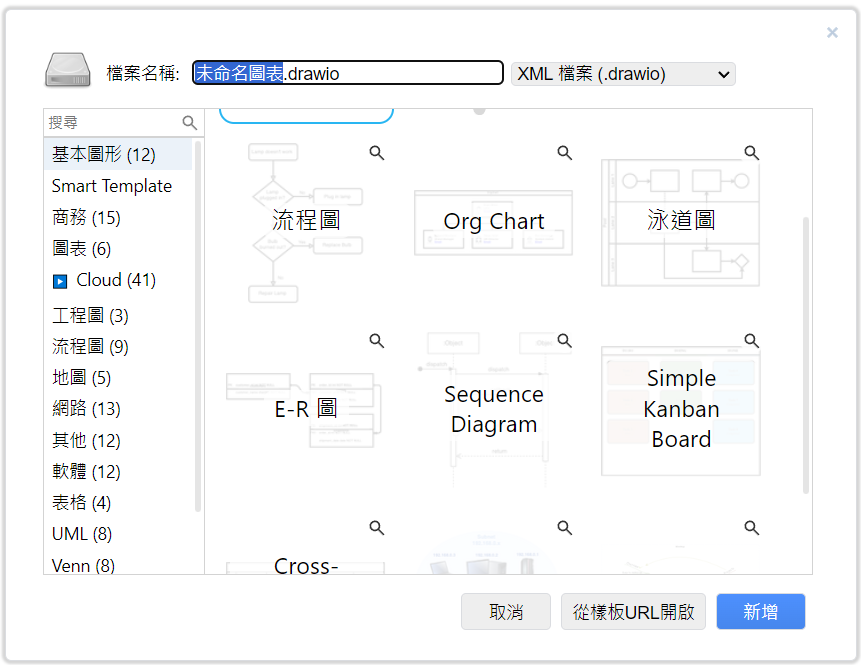 檔案名稱: 未命名圖表.drawio XML 檔案 (.drawio)
搜尋
基本圖形 (12)
Smart Template
商務 (15)
圖表 (6)
Cloud (41)
工程圖 (3)
流程圖 (9)
地圖 (5)
網路 (13)
其他 (12)
軟體 (12)
表格 (4)
UML (8)
Venn (8)
流程圖
Org Chart
泳道圖
E-R 圖
Sequence
Diagram
Simple
Kanban
Board
Cross-
取消
從樣板URL開啟
新增